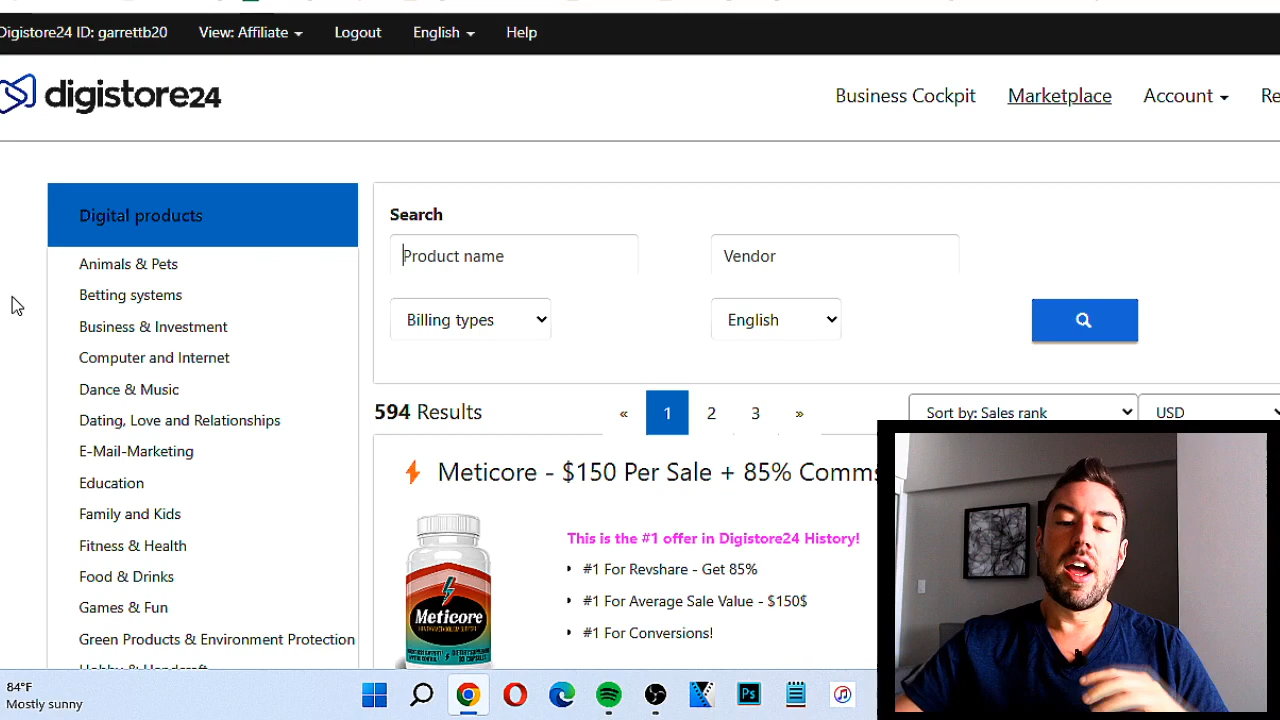 Digistore24 ID: garrettb20
View: Affiliate
Logout
English
Help
digistore24
Business Cockpit
Marketplace
Account
Re
Digital products
Animals & Pets
Betting systems
Business & Investment
Computer and Internet
Dance & Music
Dating, Love and Relationships
E-Mail-Marketing
Education
Family and Kids
Fitness & Health
Food & Drinks
Games & Fun
Green Products & Environment Protection
Search
Product name
Vendor
Billing types
English
594 Results
« 1 2 3 »
Sort by: Sales rank
USD
Meticore - $150 Per Sale + 85% Comms
This is the #1 offer in Digistore24 History!
#1 For Revshare - Get 85%
#1 For Average Sale Value - $150$
#1 For Conversions!
Meticore
84°F
Mostly sunny
Ps